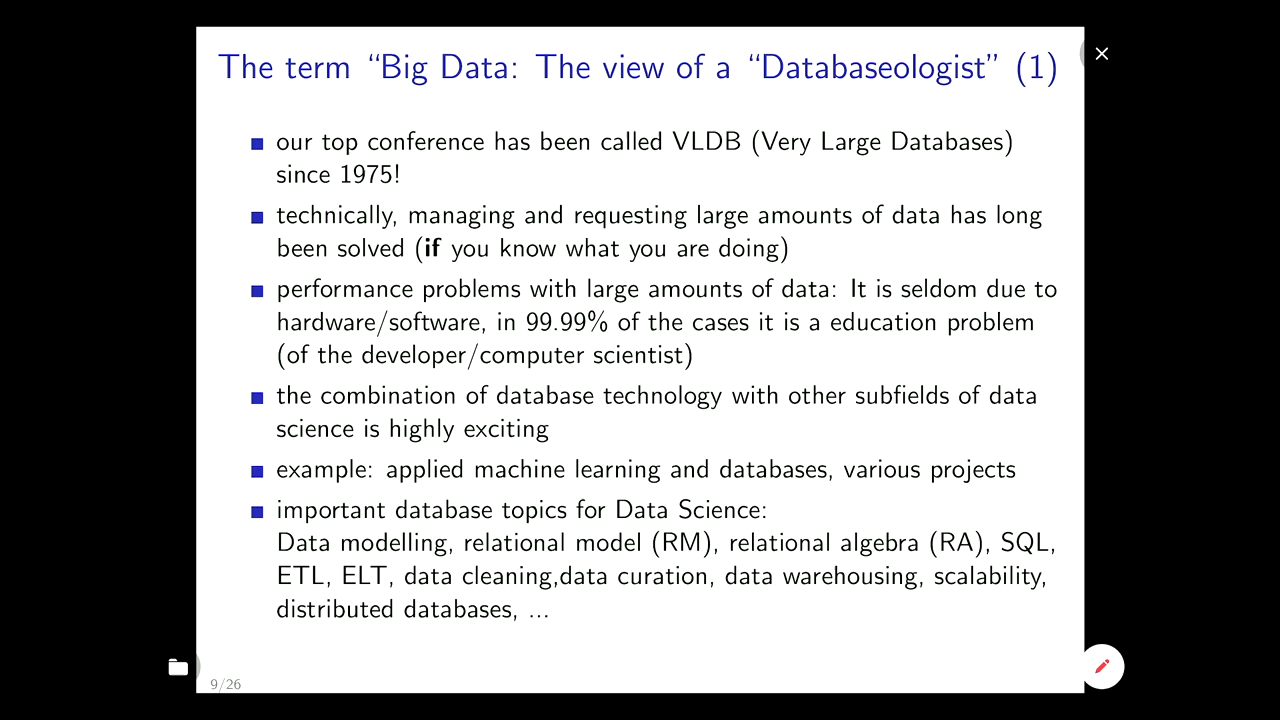 The term “Big Data: The view of a “Databaseologist” (1)
our top conference has been called VLDB (Very Large Databases)
since 1975!
technically, managing and requesting large amounts of data has long
been solved (if you know what you are doing)
performance problems with large amounts of data: It is seldom due to
hardware/software, in 99.99% of the cases it is a education problem
(of the developer/computer scientist)
the combination of database technology with other subfields of data
science is highly exciting
example: applied machine learning and databases, various projects
important database topics for Data Science:
Data modelling, relational model (RM), relational algebra (RA), SQL,
ETL, ELT, data cleaning,data curation, data warehousing, scalability,
distributed databases, ...
9/26